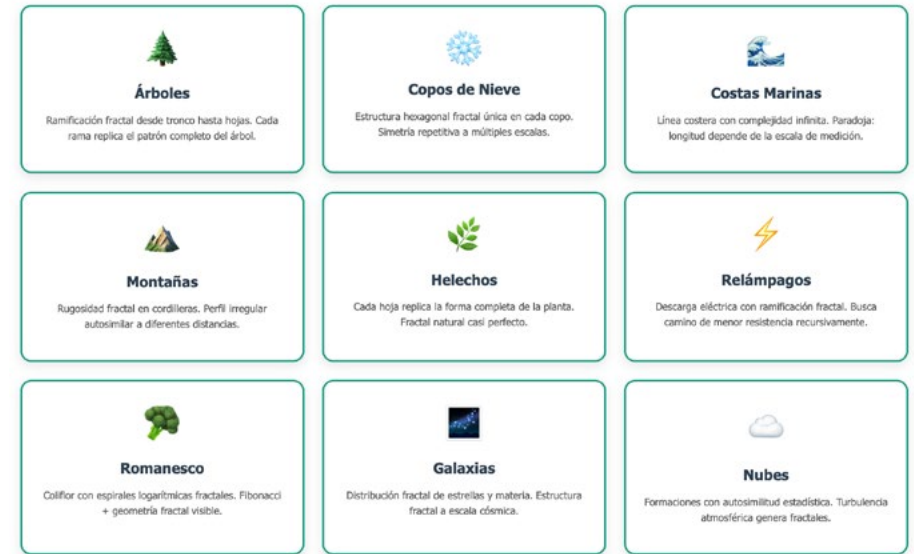 Árboles
Ramificación fractal desde tronco hasta hojas. Cada
rama replica el patrón completo del árbol.
Copos de Nieve
Estructura hexagonal fractal única en cada copo.
Simetría repetitiva a múltiples escalas.
Costas Marinas
Línea costera con complejidad infinita. Paradoja:
longitud depende de la escala de medición.
Montañas
Rugosidad fractal en cordilleras. Perfil irregular
autosimilar a diferentes distancias.
Helechos
Cada hoja replica la forma completa de la planta.
Fractal natural casi perfecto.
Relámpagos
Descarga eléctrica con ramificación fractal. Busca
camino de menor resistencia recursivamente.
Romanesco
Coliflor con espirales logarítmicas fractales. Fibonacci
+ geometría fractal visible.
Galaxias
Distribución fractal de estrellas y materia. Estructura
fractal a escala cósmica.
Nubes
Formaciones con autosimilitud estadística. Turbulencia
atmosférica genera fractales.